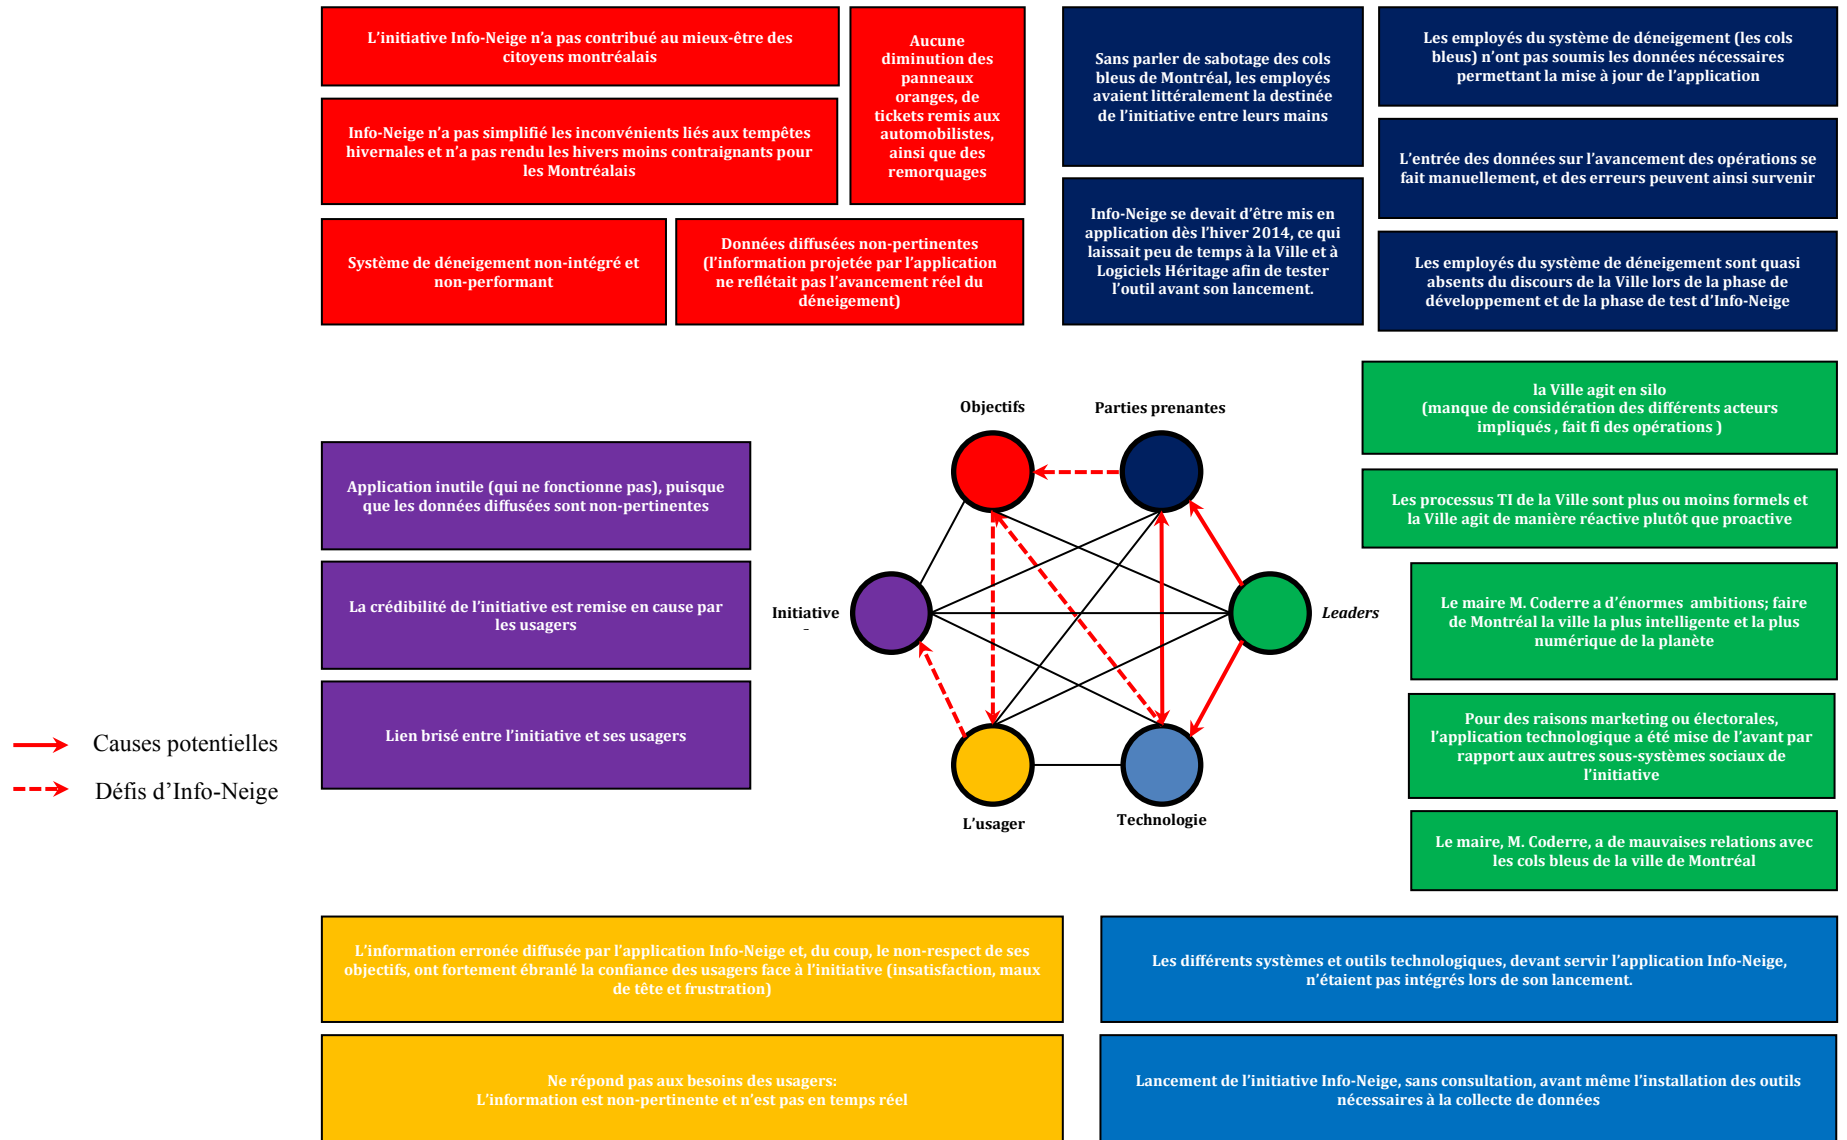 L'initiative Info-Neige n'a pas contribué au mieux-être des
citoyens montréalais
Info-Neige n'a pas simplifié les inconvénients liés aux tempêtes
hivernales et n'a pas rendu les hivers moins contraignants pour
les Montréalais
Aucune
diminution des
panneaux
oranges, de
tickets remis aux
automobilistes,
ainsi que des
remorquages
Système de déneigement non-intégré et
non-performant
Données diffusées non-pertinentes
(l'information projetée par l'application
ne reflétait pas l'avancement réel du
déneigement)
Sans parler de sabotage des cols
bleus de Montréal, les employés
avaient littéralement la destinée
de l'initiative entre leurs mains
Info-Neige se devait d'être mis en
application dès l'hiver 2014, ce qui
laissait peu de temps à la Ville et à
Logiciels Héritage afin de tester
l'outil avant son lancement.
Les employés du système de déneigement (les cols
bleus) n'ont pas soumis les données nécessaires
permettant la mise à jour de l'application
L'entrée des données sur l'avancement des opérations se
fait manuellement, et des erreurs peuvent ainsi survenir
Les employés du système de déneigement sont quasi
absents du discours de la Ville lors de la phase de
développement et de la phase de test d'Info-Neige
la Ville agit en silo
(manque de considération des différents acteurs
impliqués , fait fi des opérations )
Les processus TI de la Ville sont plus ou moins formels et
la Ville agit de manière réactive plutôt que proactive
Le maire M. Coderre a d'énormes ambitions; faire
de Montréal la ville la plus intelligente et la plus
numérique de la planète
Pour des raisons marketing ou électorales,
l'application technologique a été mise de l'avant par
rapport aux autres sous-systèmes sociaux de
l'initiative
Le maire, M. Coderre, a de mauvaises relations avec
les cols bleus de la ville de Montréal
Objectifs
Parties prenantes
Initiative
Leaders
L'usager
Technologie
Application inutile (qui ne fonctionne pas), puisque
que les données diffusées sont non-pertinentes
La crédibilité de l'initiative est remise en cause par
les usagers
Lien brisé entre l'initiative et ses usagers
Causes potentielles
Défis d'Info-Neige
L'information erronée diffusée par l'application Info-Neige et, du coup, le non-respect de ses
objectifs, ont fortement ébranlé la confiance des usagers face à l'initiative (insatisfaction, maux
de tête et frustration)
Ne répond pas aux besoins des usagers:
L'information est non-pertinente et n'est pas en temps réel
Les différents systèmes et outils technologiques, devant servir l'application Info-Neige,
n'étaient pas intégrés lors de son lancement.
Lancement de l'initiative Info-Neige, sans consultation, avant même l'installation des outils
nécessaires à la collecte de données